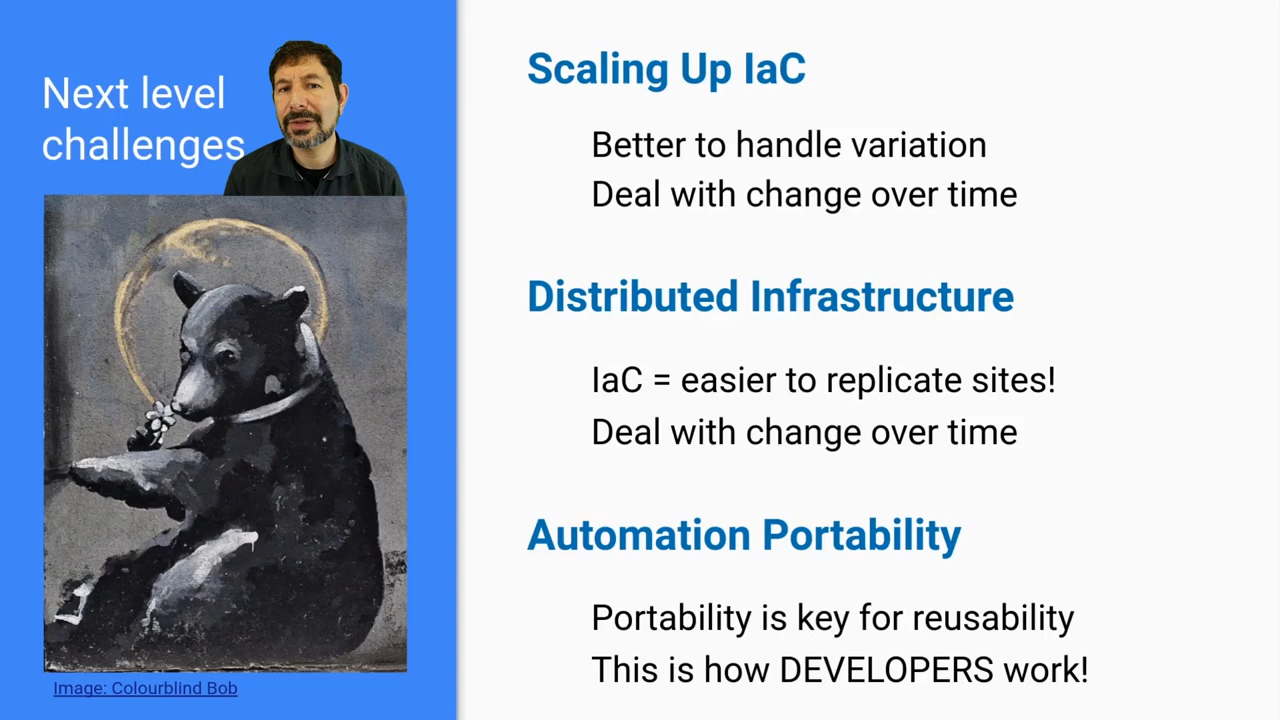 Next level
challenges
Image: Colourblind Bob
Scaling Up IaC
Better to handle variation
Deal with change over time
Distributed Infrastructure
IaC = easier to replicate sites!
Deal with change over time
Automation Portability
Portability is key for reusability
This is how DEVELOPERS work!